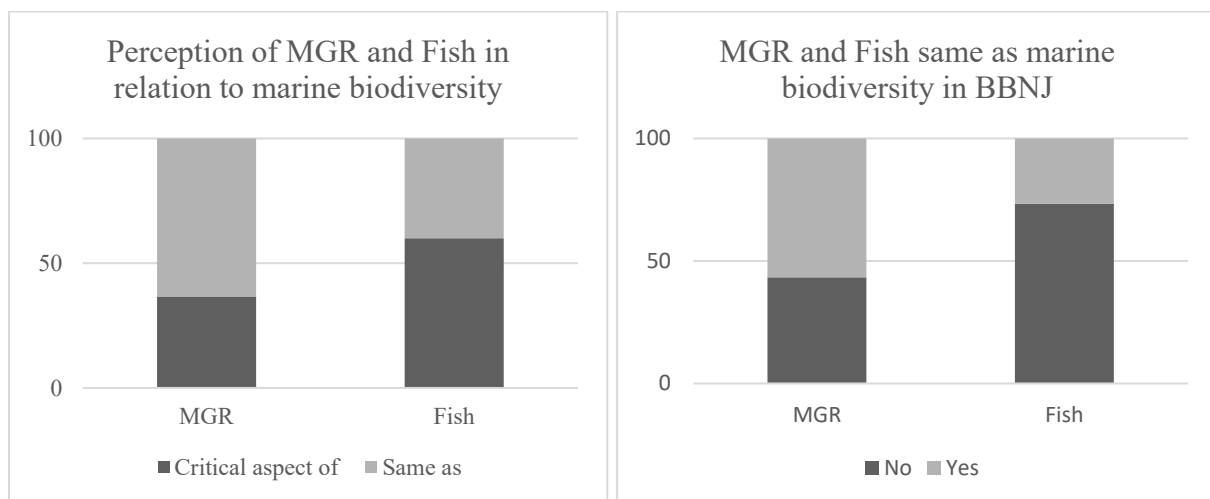 Perception of MGR and Fish in
relation to marine biodiversity
100
50
0
MGR Fish
Critical aspect of Same as
MGR and Fish same as marine
biodiversity in BBNJ
100
50
0
MGR Fish
No Yes